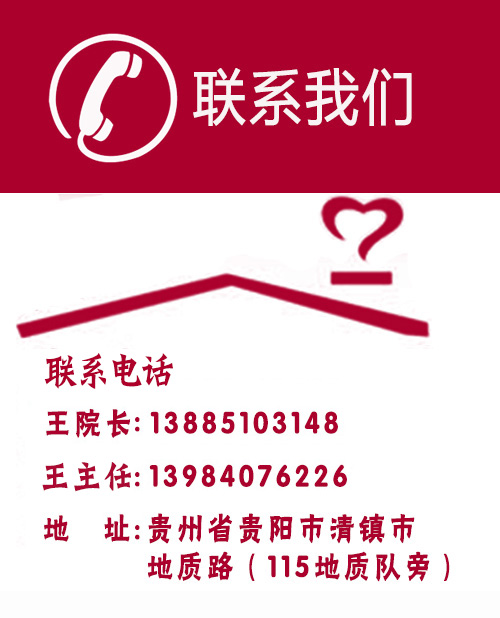 联系我们
联系电话
王院长:13885103148
王主任:13984076226
地 址:贵州省贵阳市清镇市
地质路(115地质队旁)